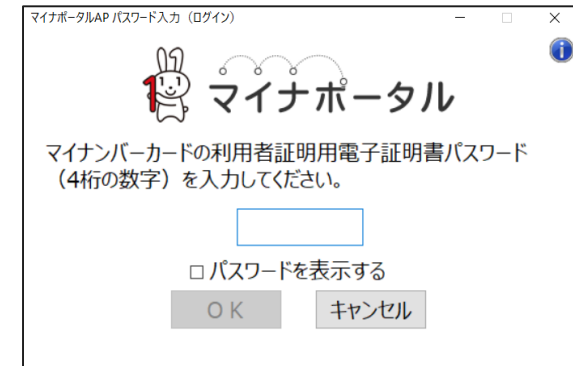 マイナポータルAP パスワード入力（ログイン）
マイナポータル
マイナンバーカードの利用者証明用電子証明書パスワード
（4桁の数字）を入力してください。
パスワードを表示する
OK キャンセル